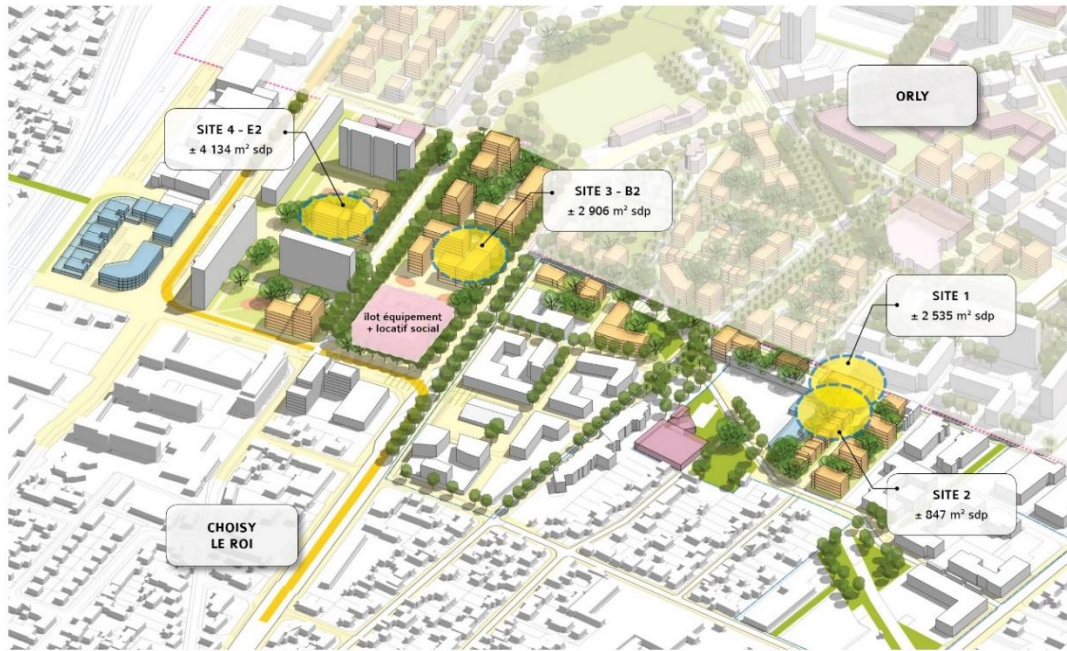 ORLY
SITE 4 - E2
± 4 134 m² sdp
SITE 3 - B2
± 2 906 m² sdp
SITE 1
± 2 535 m² sdp
îlot équipement
+ locatif social
SITE 2
± 847 m² sdp
CHOISY
LE ROI